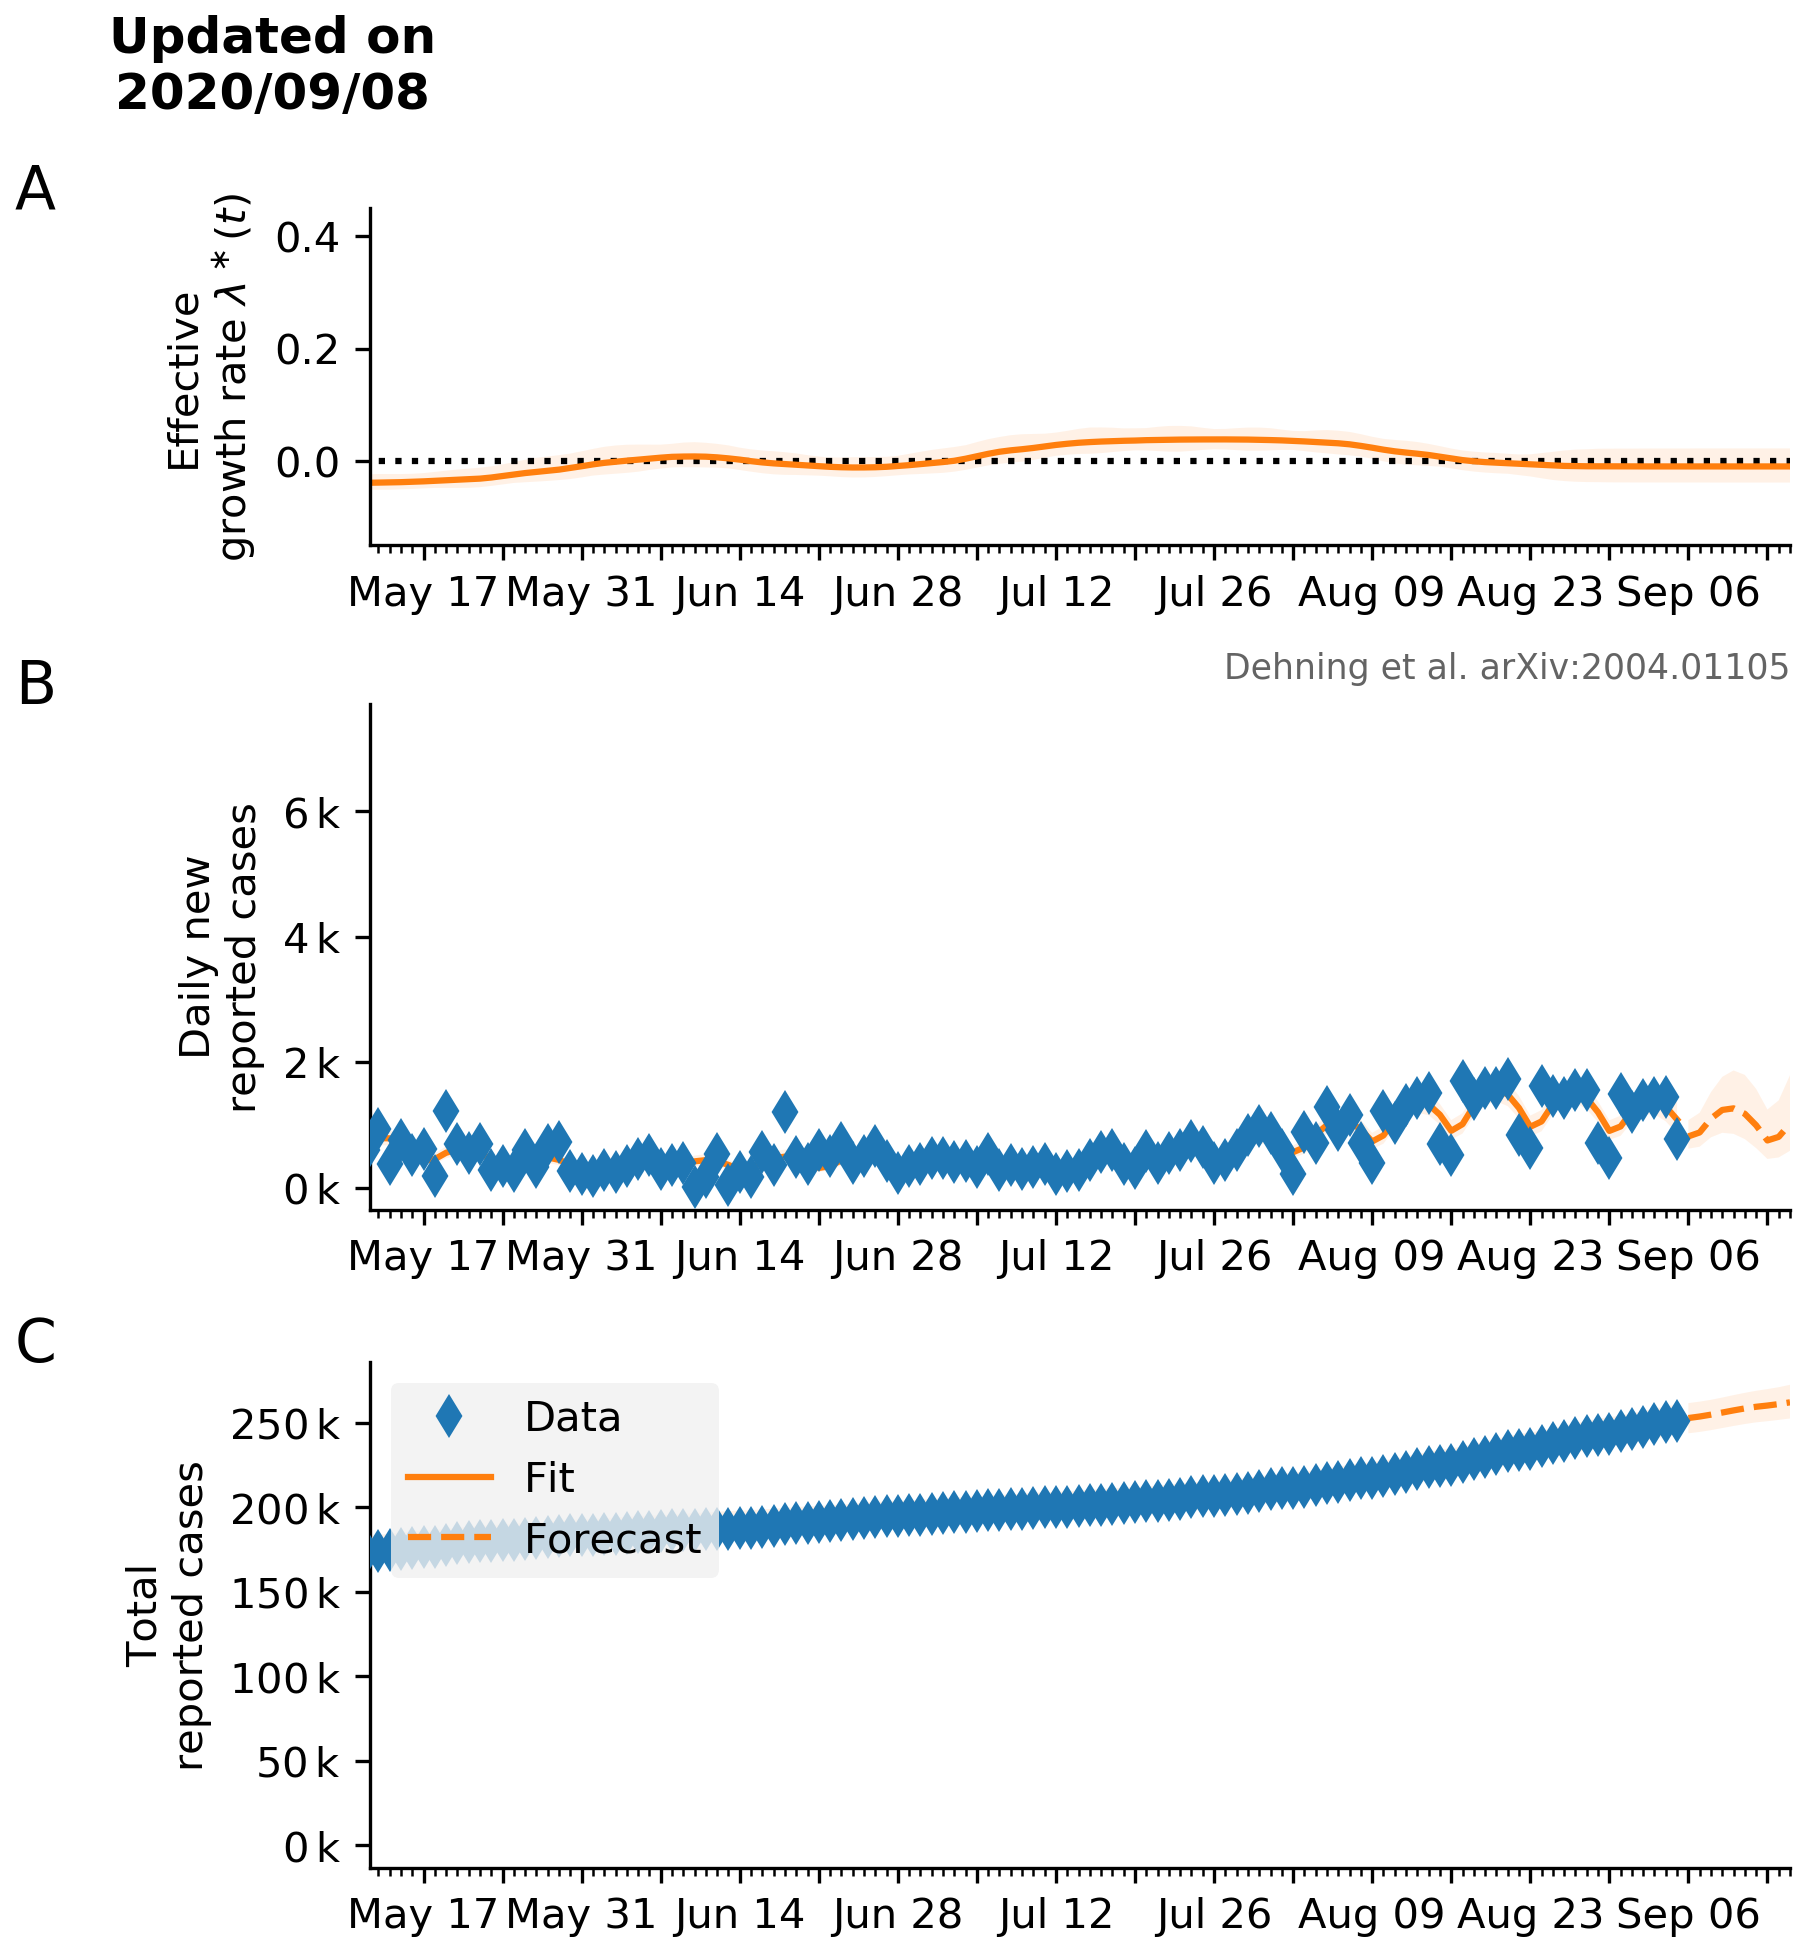 Updated on
2020/09/08
A
Effective
growth rate λ * (t)
0.4
0.2
0.0
May 17 May 31 Jun 14 Jun 28 Jul 12 Jul 26 Aug 09 Aug 23 Sep 06
B
Dehning et al. arXiv:2004.01105
Daily new
reported cases
6 k
4 k
2 k
0 k
May 17 May 31 Jun 14 Jun 28 Jul 12 Jul 26 Aug 09 Aug 23 Sep 06
C
Total
reported cases
250 k
200 k
150 k
100 k
50 k
0 k
Data
Fit
Forecast
May 17 May 31 Jun 14 Jun 28 Jul 12 Jul 26 Aug 09 Aug 23 Sep 06